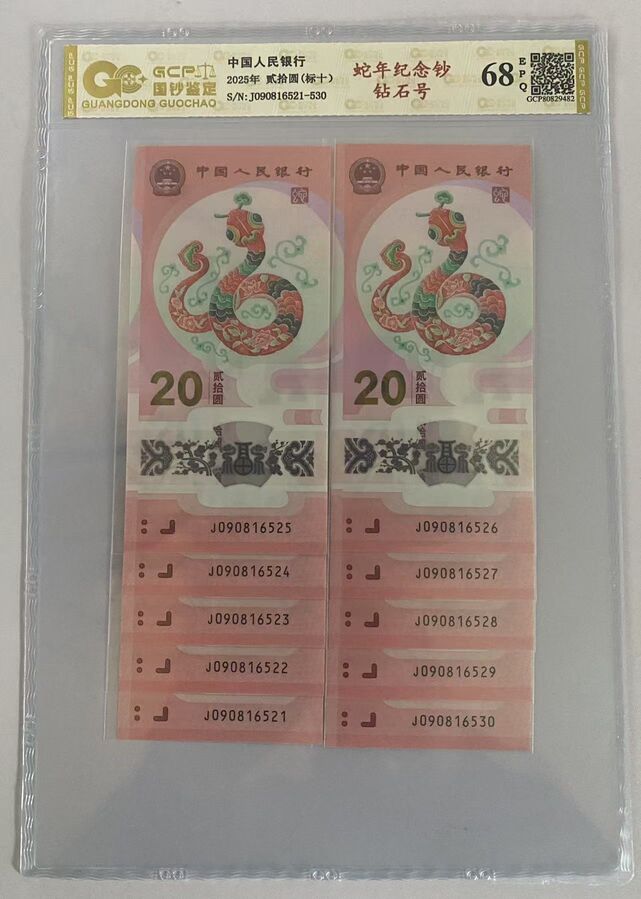 GCP
国钞鉴定
GUANGDONG GUOCHAO
中国人民银行
2025年 贰拾圆(标十)
S/N:J090816521-530
蛇年纪念钞
钻石号
68
EPQ
GCP80829482
中国人民银行
20
贰拾圆
福
J090816525
J090816524
J090816523
J090816522
J090816521
中国人民银行
20
贰拾圆
福
J090816526
J090816527
J090816528
J090816529
J090816530